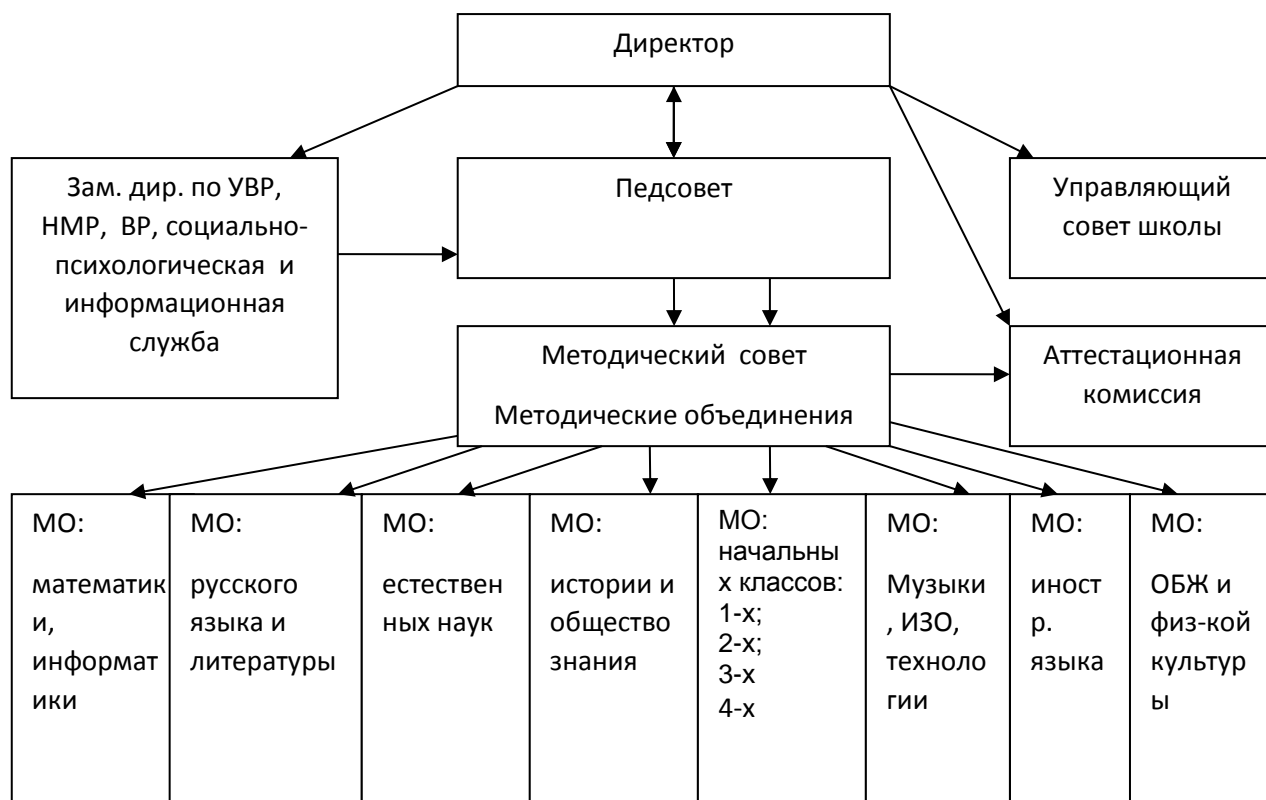 Директор
Зам. дир. по УВР,
НМР, ВР, социально-
психологическая и
информационная
служба
Педсовет
Управляющий
совет школы
Методический совет
Методические объединения
Аттестационная
комиссия
МО:
математик
и,
информат
ики
МО:
русского
языка и
литературы
МО:
естествен
ных наук
МО:
истории и
общество
знания
МО:
начальны
х классов:
1-х;
2-х;
3-х
4-х
МО:
Музыки
, ИЗО,
техноло
гии
МО:
иност
р.
языка
МО:
ОБЖ и
физ-кой
культур
ы